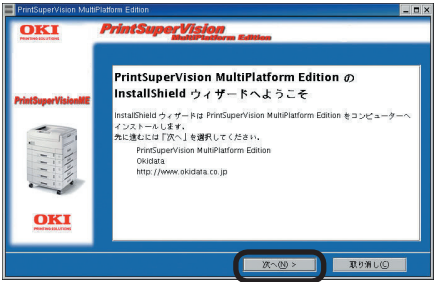 PrintSuperVision MultiPlatform Edition
OKI
PRINTING SOLUTIONS
PrintSuperVision
MultiPlatform Edition
PrintSuperVisionME
PrintSuperVision MultiPlatform Edition の
InstallShield ウィザードへようこそ
InstallShield ウィザードは PrintSuperVision MultiPlatform Edition をコンピューターへ
インストールします。
先に進むには「次へ」を選択してください。
PrintSuperVision MultiPlatform Edition
Okidata
http://www.okidata.co.jp
OKI
PRINTING SOLUTIONS
次へ(N) >
取り消し(C)